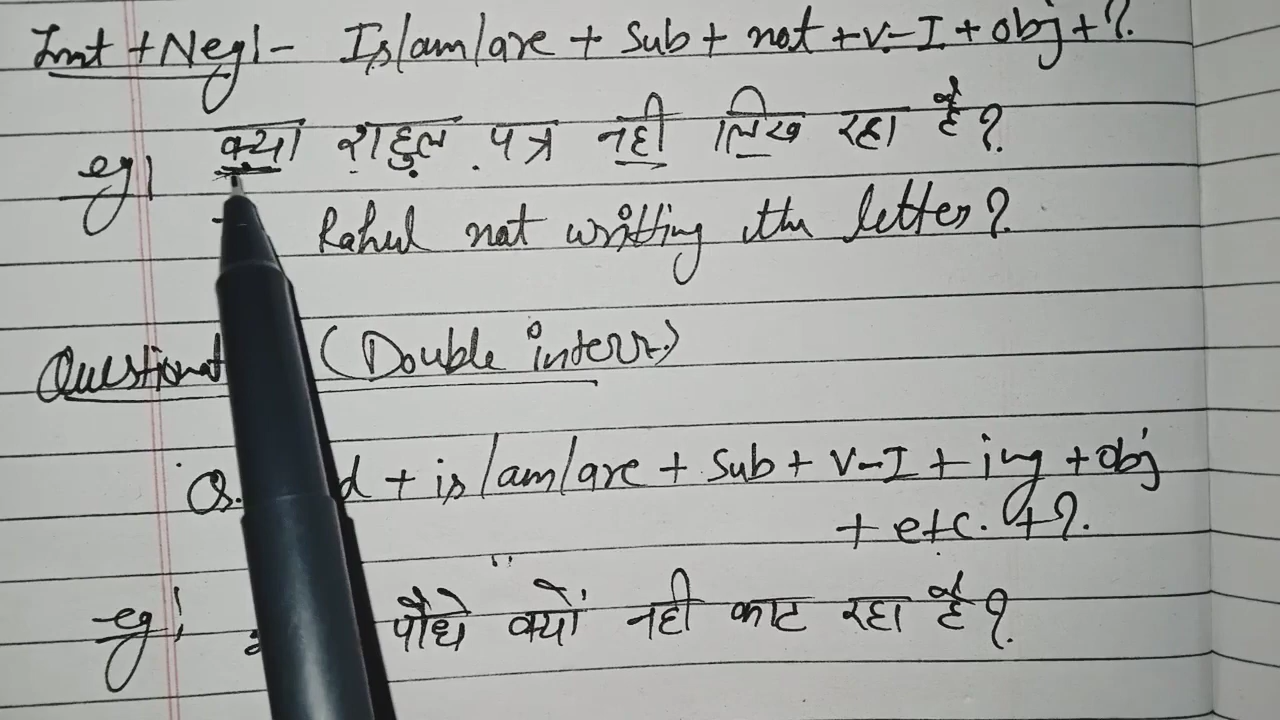 Int + Neg - Is/am/are + Sub + not + v-I + obj + ?
eg क्या राहुल पत्र नही लिख रहा है ?
Rahul not writting the letter ?
(Double interr.)
+ is/am/are + Sub + v-I + ing + obj
+ etc. + ?.
eg पौधे क्यों नही काट रहा है ?